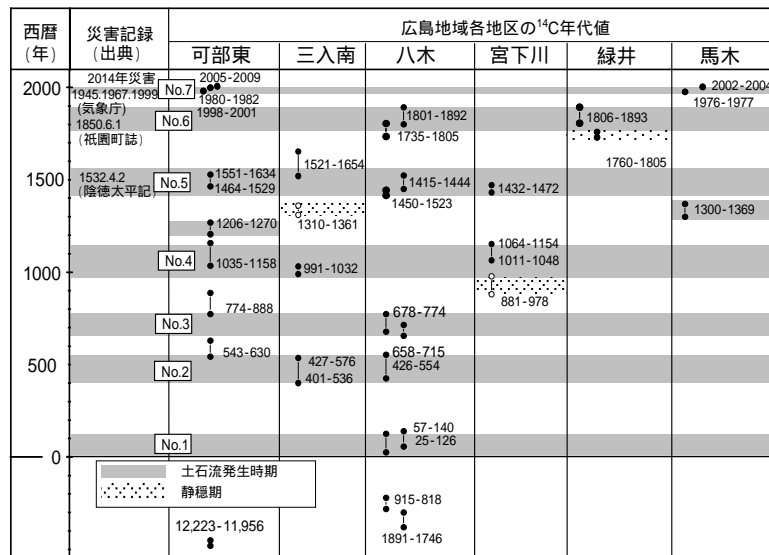 西暦
(年)
災害記録
(出典)
広島地域各地区の¹⁴C年代値
可部東
三入南
八木
宮下川
緑井
馬木
2000
1500
1000
500
0
2014年災害
1945.1967.1999
(気象庁)
1850.6.1
(祇園町誌)
1532.4.2
(陰徳太平記)
No.7
No.6
No.5
No.4
No.3
No.2
No.1
2005-2009
1980-1982
1998-2001
1551-1634
1464-1529
1206-1270
1035-1158
774-888
543-630
12,223-11,956
1521-1654
1310-1361
991-1032
427-576
401-536
1801-1892
1735-1805
1415-1444
1450-1523
678-774
658-715
426-554
57-140
25-126
915-818
1891-1746
1432-1472
1064-1154
1011-1048
881-978
1806-1893
1760-1805
2002-2004
1976-1977
1300-1369
土石流発生時期
静穏期